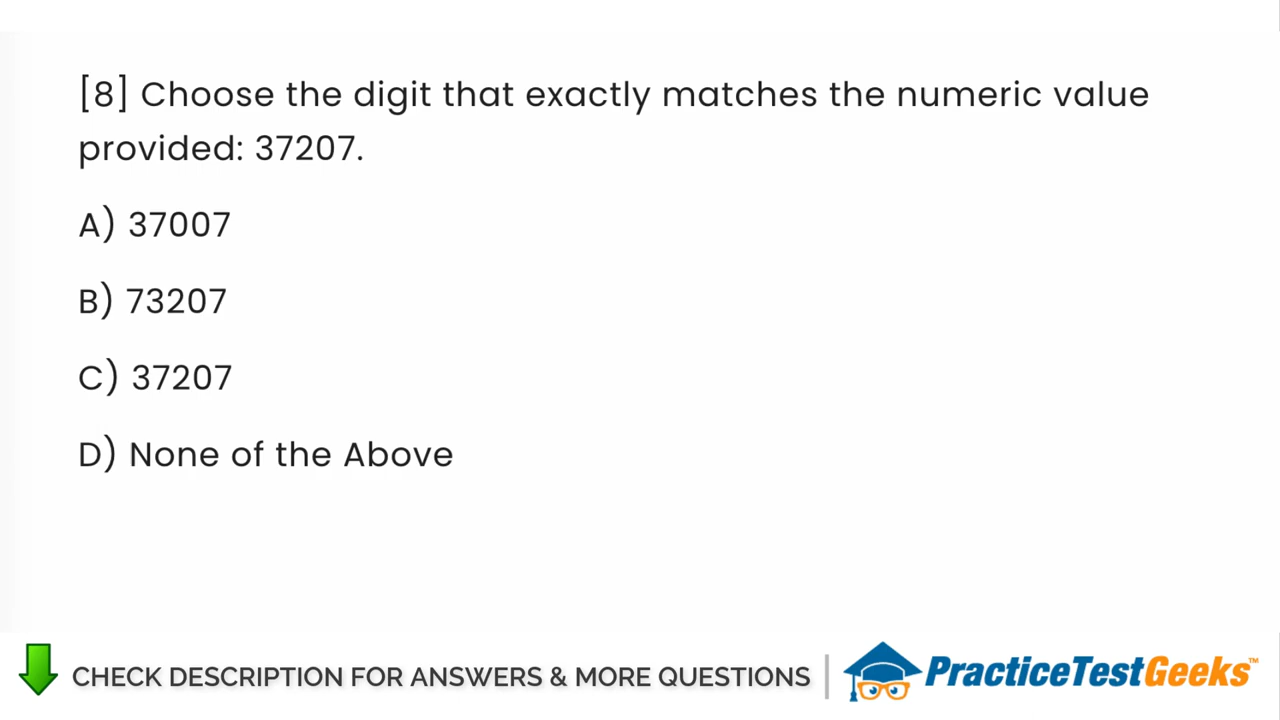 [8] Choose the digit that exactly matches the numeric value
provided: 37207.
A) 37007
B) 73207
C) 37207
D) None of the Above
CHECK DESCRIPTION FOR ANSWERS & MORE QUESTIONS
PracticeTestGeeks™